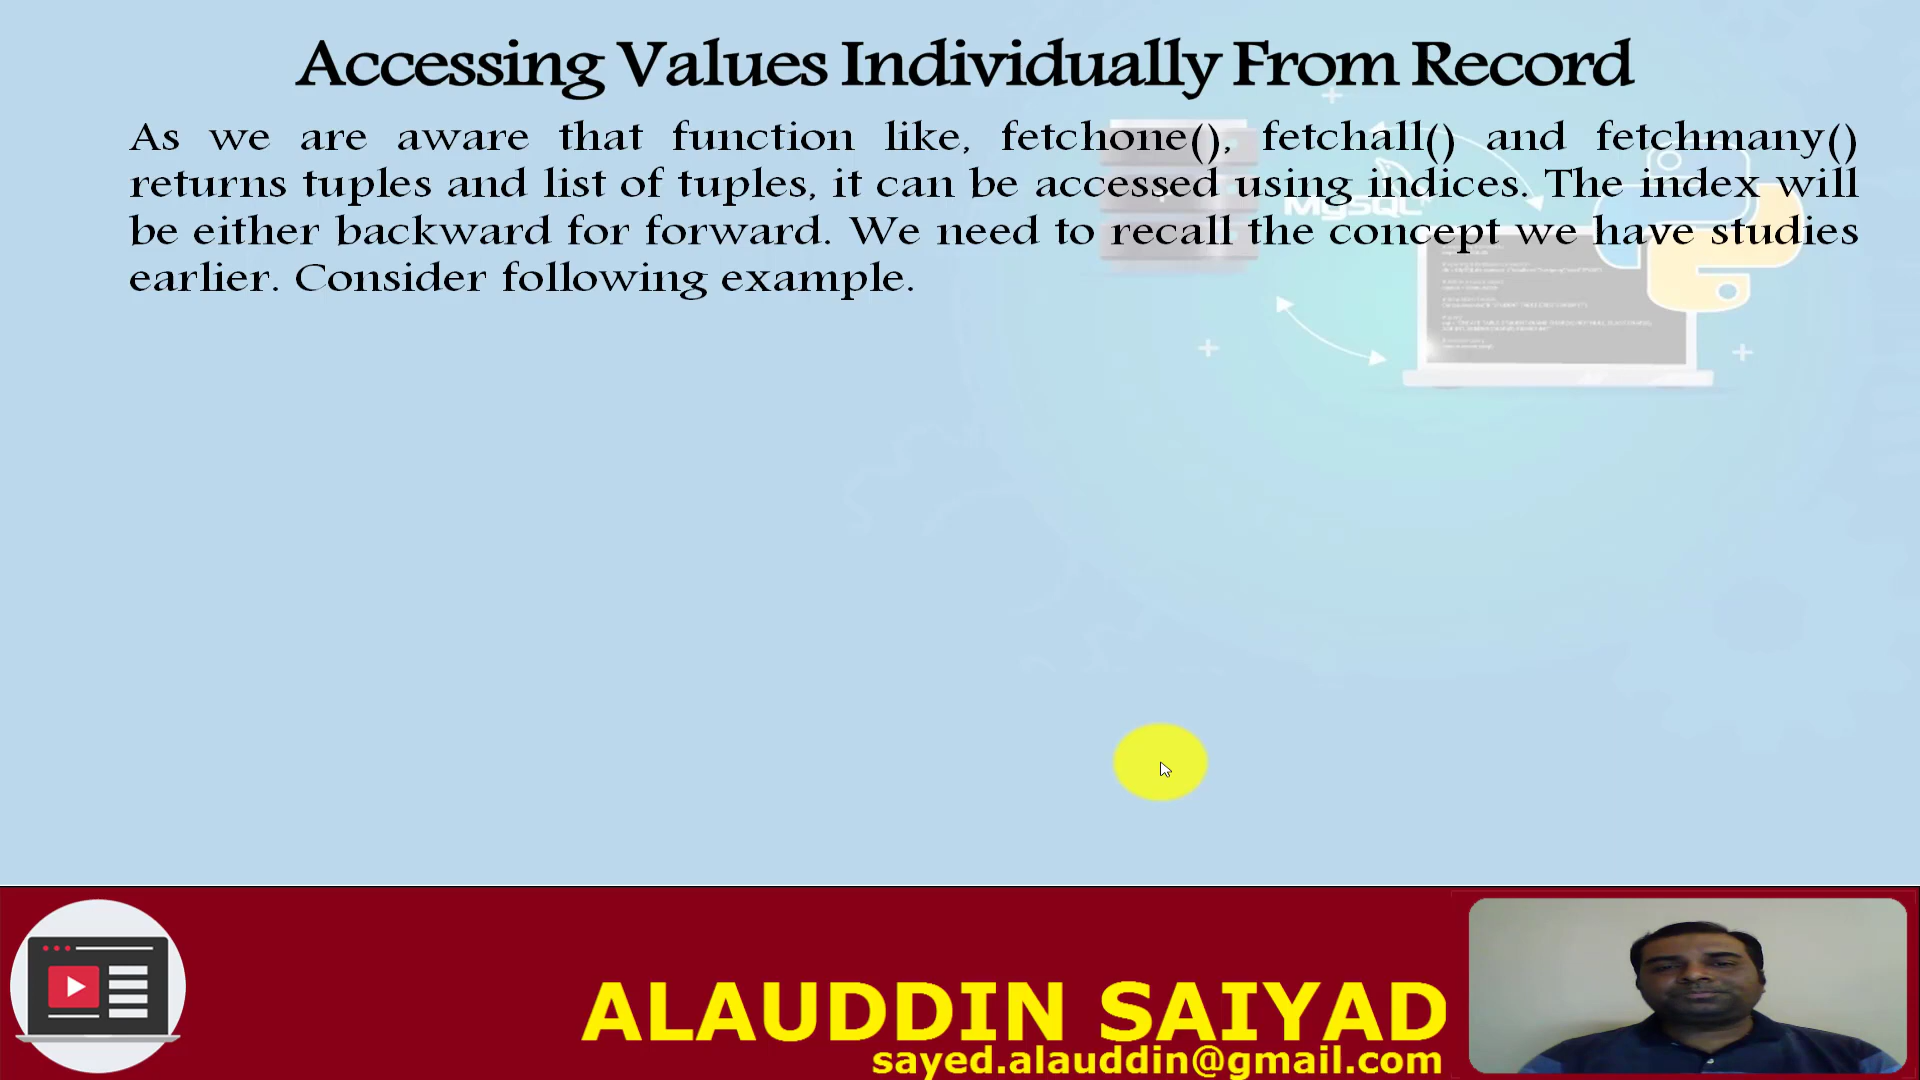 Accessing Values Individually From Record
As we are aware that function like, fetchone(), fetchall() and fetchmany()
returns tuples and list of tuples, it can be accessed using indices. The index will
be either backward for forward. We need to recall the concept we have studies
earlier. Consider following example.
MySQL
ALAUDDIN SAIYAD
sayed.alauddin@gmail.com